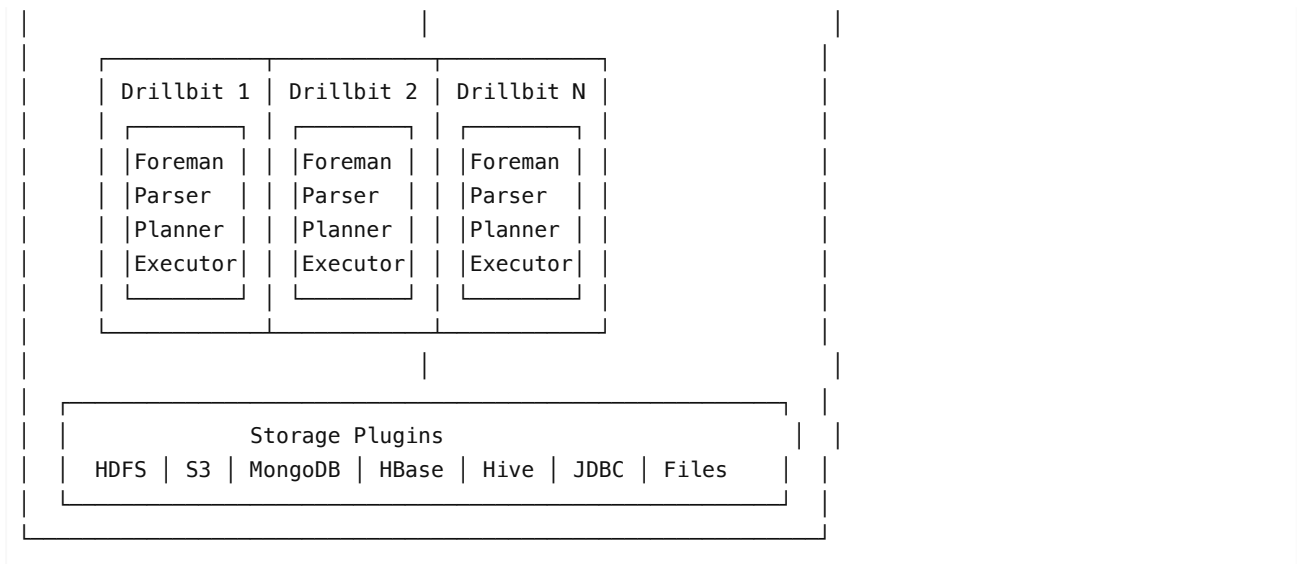 Drillbit 1 │ Drillbit 2 │ Drillbit N
Foreman Foreman Foreman
Parser Parser Parser
Planner Planner Planner
Executor Executor Executor
Storage Plugins
HDFS │ S3 │ MongoDB │ HBase │ Hive │ JDBC │ Files